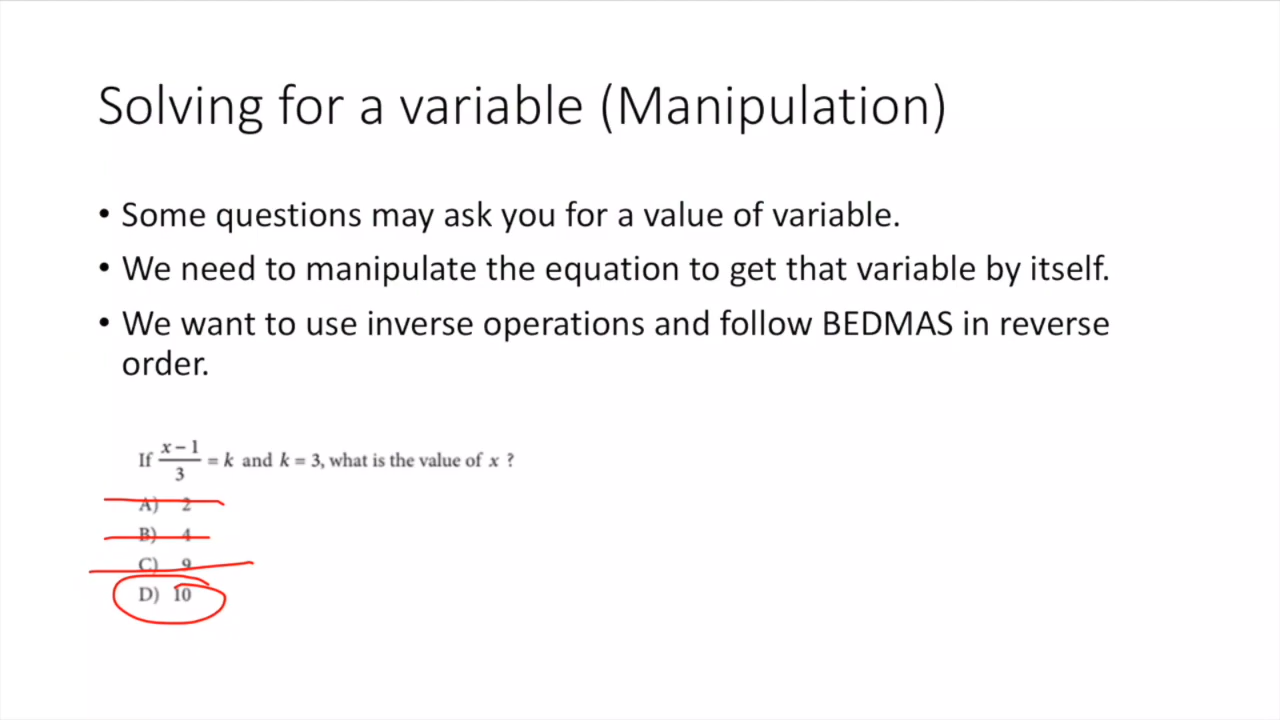 Solving for a variable (Manipulation)
• Some questions may ask you for a value of variable.
• We need to manipulate the equation to get that variable by itself.
• We want to use inverse operations and follow BEDMAS in reverse
order.
If (x – 1)/3 = k and k = 3, what is the value of x ?
A) 2
B) 4
C) 9
D) 10